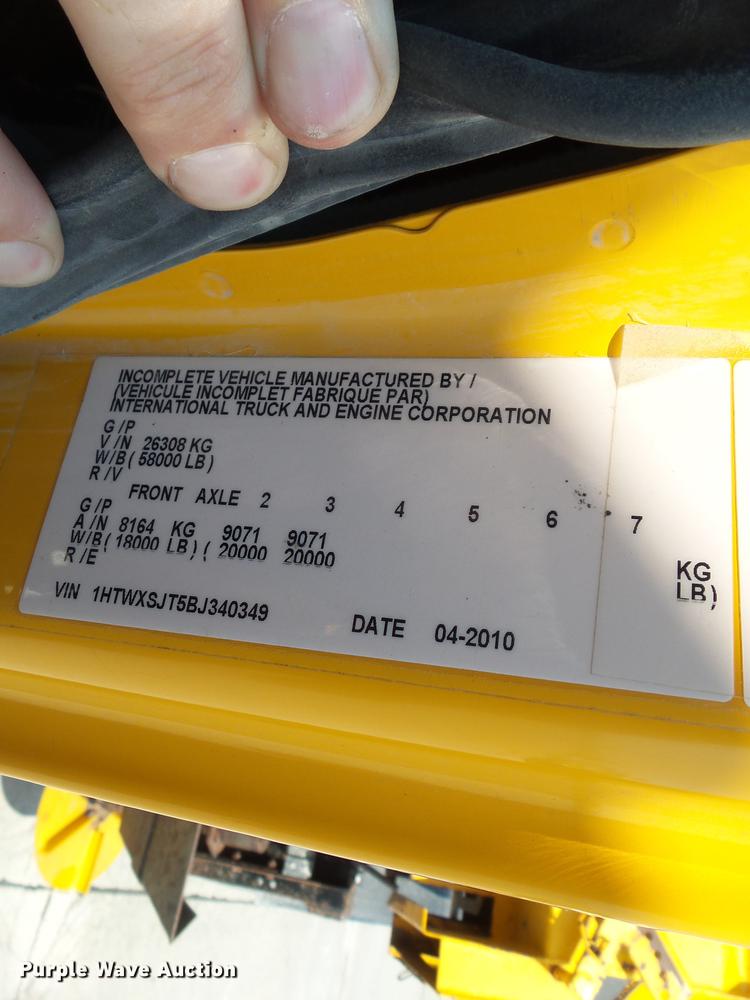 INCOMPLETE VEHICLE MANUFACTURED BY /
(VEHICULE INCOMPLET FABRIQUE PAR)
INTERNATIONAL TRUCK AND ENGINE CORPORATION
G/P
V/N 26308 KG
W/B ( 58000 LB)
R/V
FRONT AXLE 2 3 4 5 6 7
G/P
A/N 8164 KG 9071 9071 KG
W/B( 18000 LB) ( 20000 20000 LB)
R/E
VIN 1HTWXSJT5BJ340349 DATE 04-2010
Purple Wave Auction